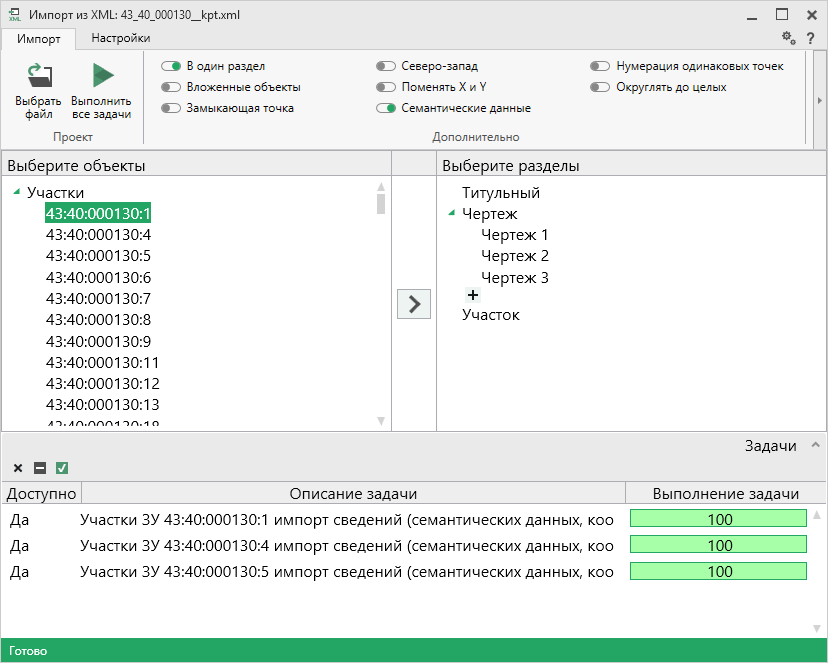 XML Импорт из XML: 43_40_000130__kpt.xml
Импорт Настройки ?
Выбрать файл
Выполнить все задачи
Проект
В один раздел
Вложенные объекты
Замыкающая точка
Северо-запад
Поменять X и Y
Семантические данные
Нумерация одинаковых точек
Округлять до целых
Дополнительно
Выберите объекты
Участки
43:40:000130:1
43:40:000130:4
43:40:000130:5
43:40:000130:6
43:40:000130:7
43:40:000130:8
43:40:000130:9
43:40:000130:11
43:40:000130:12
43:40:000130:13
Выберите разделы
Титульный
Чертеж
Чертеж 1
Чертеж 2
Чертеж 3
+
Участок
Задачи
Доступно Описание задачи Выполнение задачи
Да Участки ЗУ 43:40:000130:1 импорт сведений (семантических данных, коо 100
Да Участки ЗУ 43:40:000130:4 импорт сведений (семантических данных, коо 100
Да Участки ЗУ 43:40:000130:5 импорт сведений (семантических данных, коо 100
Готово